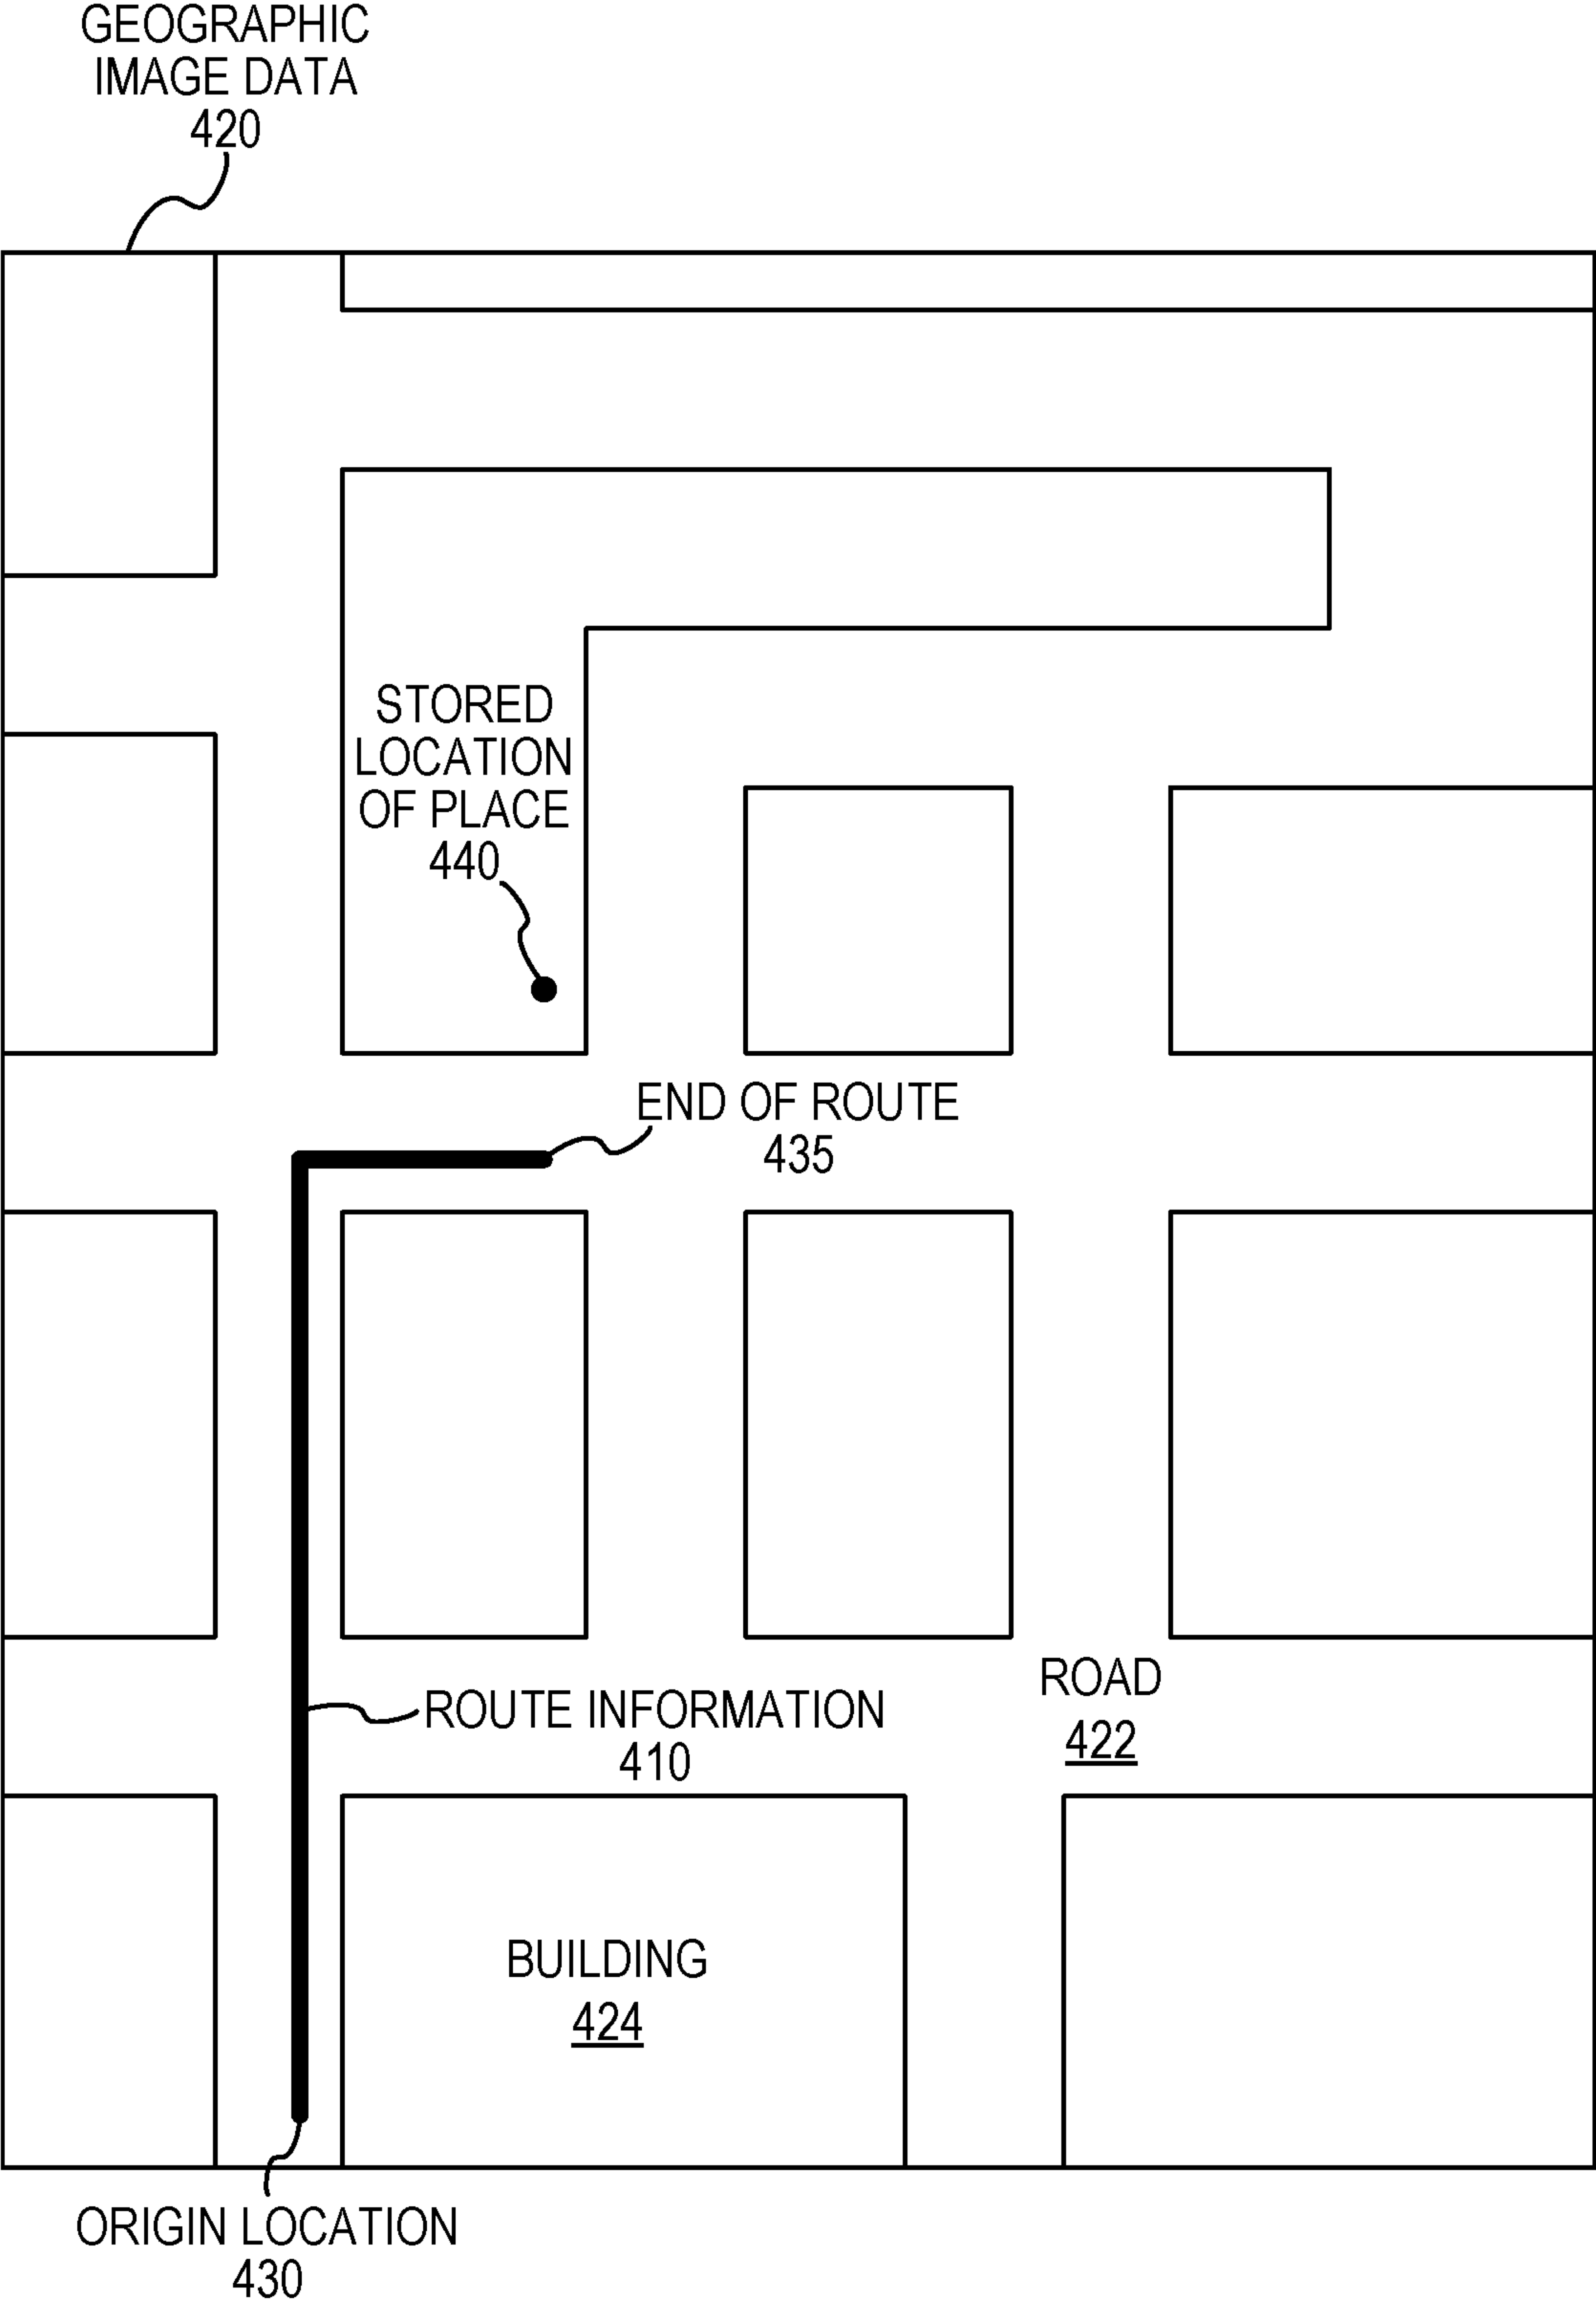 GEOGRAPHIC
IMAGE DATA
420
STORED
LOCATION
OF PLACE
440
END OF ROUTE
435
ROAD
422
ROUTE INFORMATION
410
BUILDING
424
ORIGIN LOCATION
430